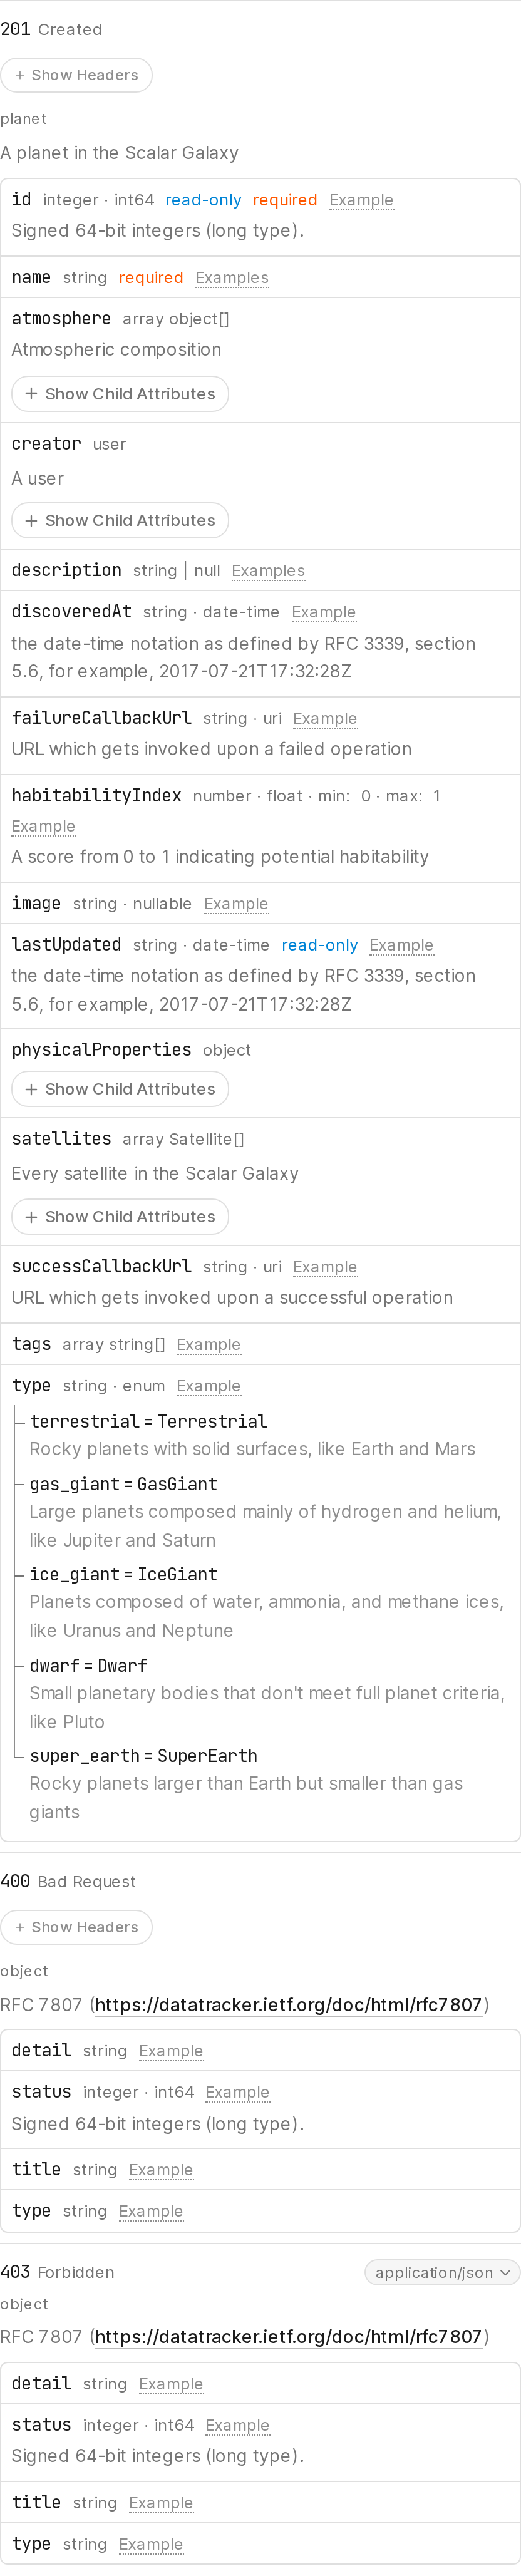 201 Created
+ Show Headers
planet
A planet in the Scalar Galaxy
id integer · int64 read-only required Example
Signed 64-bit integers (long type).
name string required Examples
atmosphere array object[]
Atmospheric composition
+ Show Child Attributes
creator user
A user
+ Show Child Attributes
description string | null Examples
discoveredAt string · date-time Example
the date-time notation as defined by RFC 3339, section
5.6, for example, 2017-07-21T17:32:28Z
failureCallbackUrl string · uri Example
URL which gets invoked upon a failed operation
habitabilityIndex number · float · min: 0 · max: 1
Example
A score from 0 to 1 indicating potential habitability
image string · nullable Example
lastUpdated string · date-time read-only Example
the date-time notation as defined by RFC 3339, section
5.6, for example, 2017-07-21T17:32:28Z
physicalProperties object
+ Show Child Attributes
satellites array Satellite[]
Every satellite in the Scalar Galaxy
+ Show Child Attributes
successCallbackUrl string · uri Example
URL which gets invoked upon a successful operation
tags array string[] Example
type string · enum Example
terrestrial = Terrestrial
Rocky planets with solid surfaces, like Earth and Mars
gas_giant = GasGiant
Large planets composed mainly of hydrogen and helium,
like Jupiter and Saturn
ice_giant = IceGiant
Planets composed of water, ammonia, and methane ices,
like Uranus and Neptune
dwarf = Dwarf
Small planetary bodies that don't meet full planet criteria,
like Pluto
super_earth = SuperEarth
Rocky planets larger than Earth but smaller than gas
giants
400 Bad Request
+ Show Headers
object
RFC 7807 (https://datatracker.ietf.org/doc/html/rfc7807)
detail string Example
status integer · int64 Example
Signed 64-bit integers (long type).
title string Example
type string Example
403 Forbidden application/json
object
RFC 7807 (https://datatracker.ietf.org/doc/html/rfc7807)
detail string Example
status integer · int64 Example
Signed 64-bit integers (long type).
title string Example
type string Example